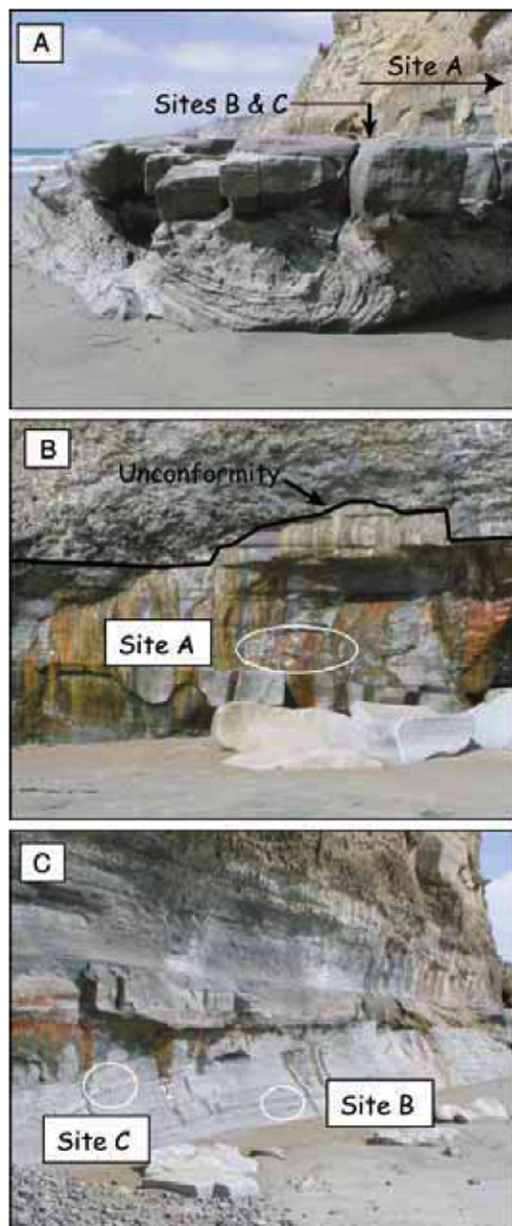 A
Site A
Sites B & C
B
Unconformity
Site A
C
Site B
Site C